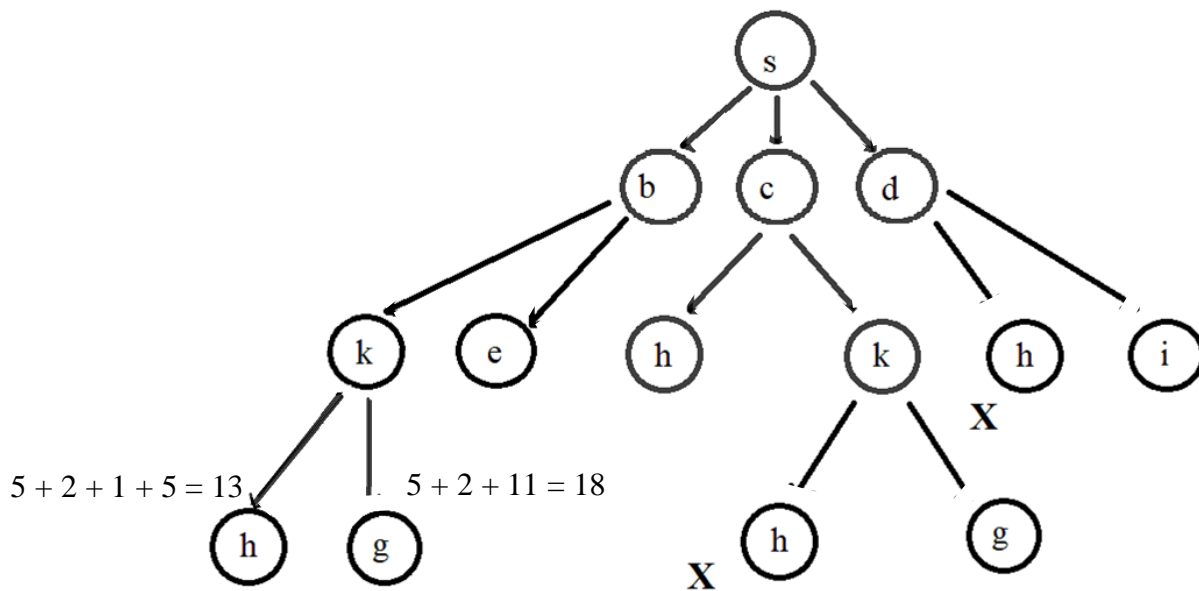 s
b c d
k e h k h i
X
5 + 2 + 1 + 5 = 13 5 + 2 + 11 = 18
h g h g
X